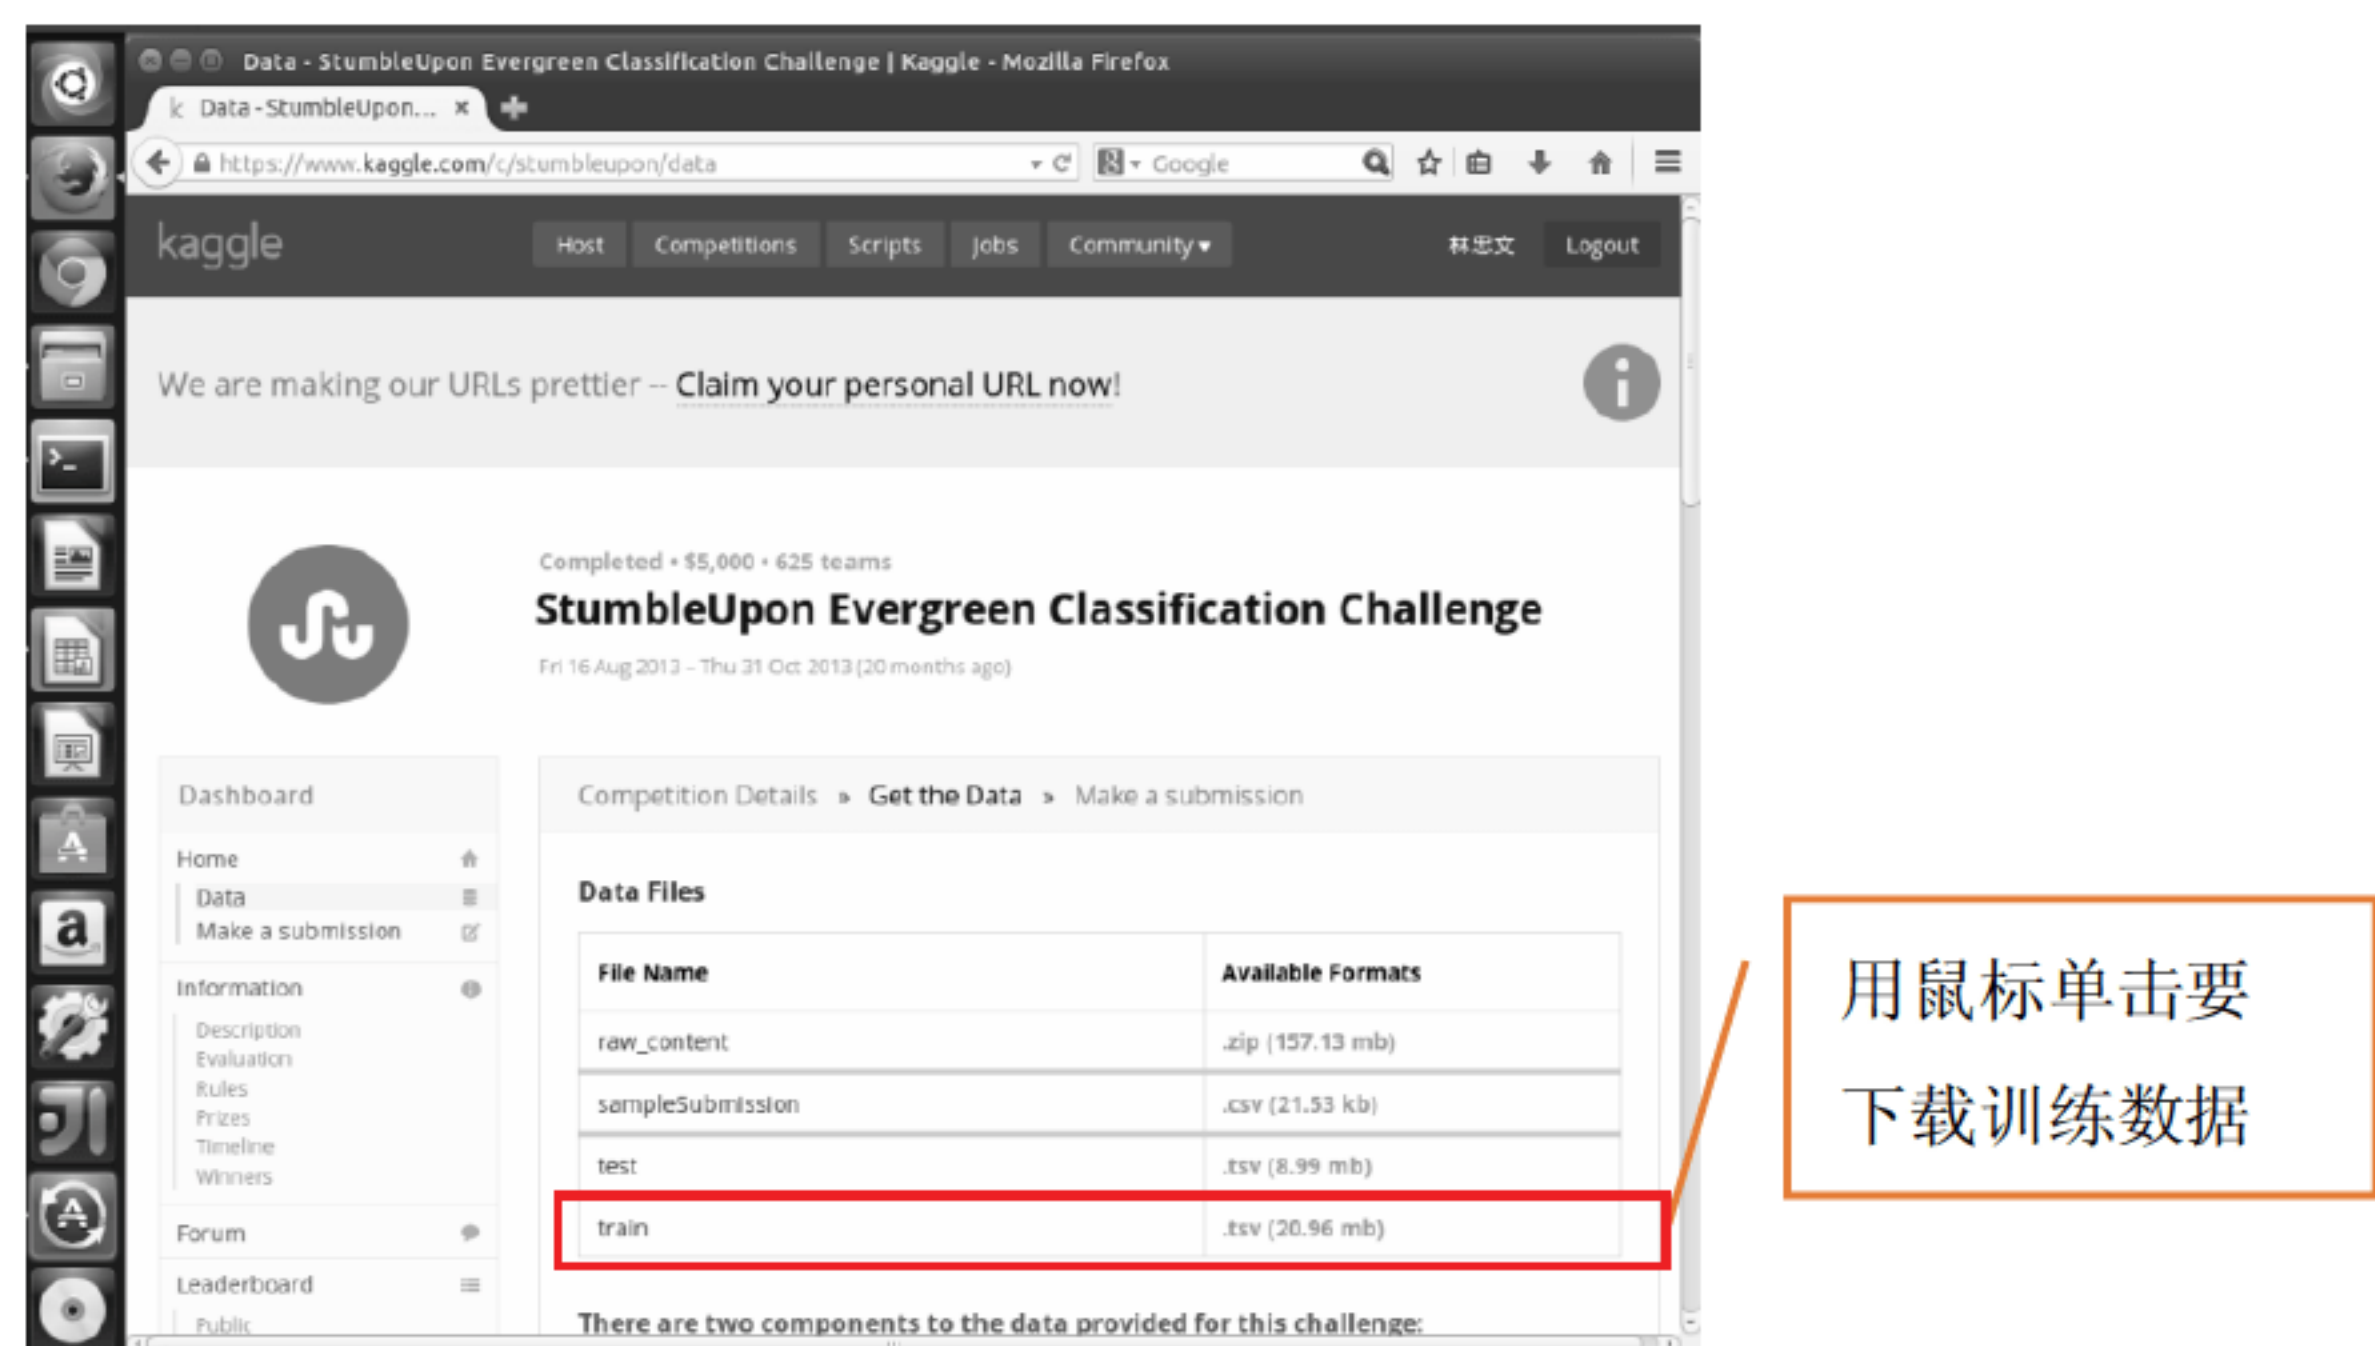 Data - StumbleUpon Evergreen Classification Challenge | Kaggle - Mozilla Firefox
k Data - StumbleUpon... ×
https://www.kaggle.com/c/stumbleupon/data
Google
kaggle
Host Competitions Scripts Jobs Community ▾ 林忠文 Logout
We are making our URLs prettier -- Claim your personal URL now!
Completed • $5,000 • 625 teams
StumbleUpon Evergreen Classification Challenge
Fri 16 Aug 2013 – Thu 31 Oct 2013 (20 months ago)
Dashboard
Home
Data
Make a submission
Information
Description
Evaluation
Rules
Prizes
Timeline
Winners
Forum
Leaderboard
Public
Competition Details » Get the Data » Make a submission
Data Files
File Name Available Formats
raw_content .zip (157.13 mb)
sampleSubmission .csv (21.53 kb)
test .tsv (8.99 mb)
train .tsv (20.96 mb)
There are two components to the data provided for this challenge:
用鼠标单击要
下载训练数据